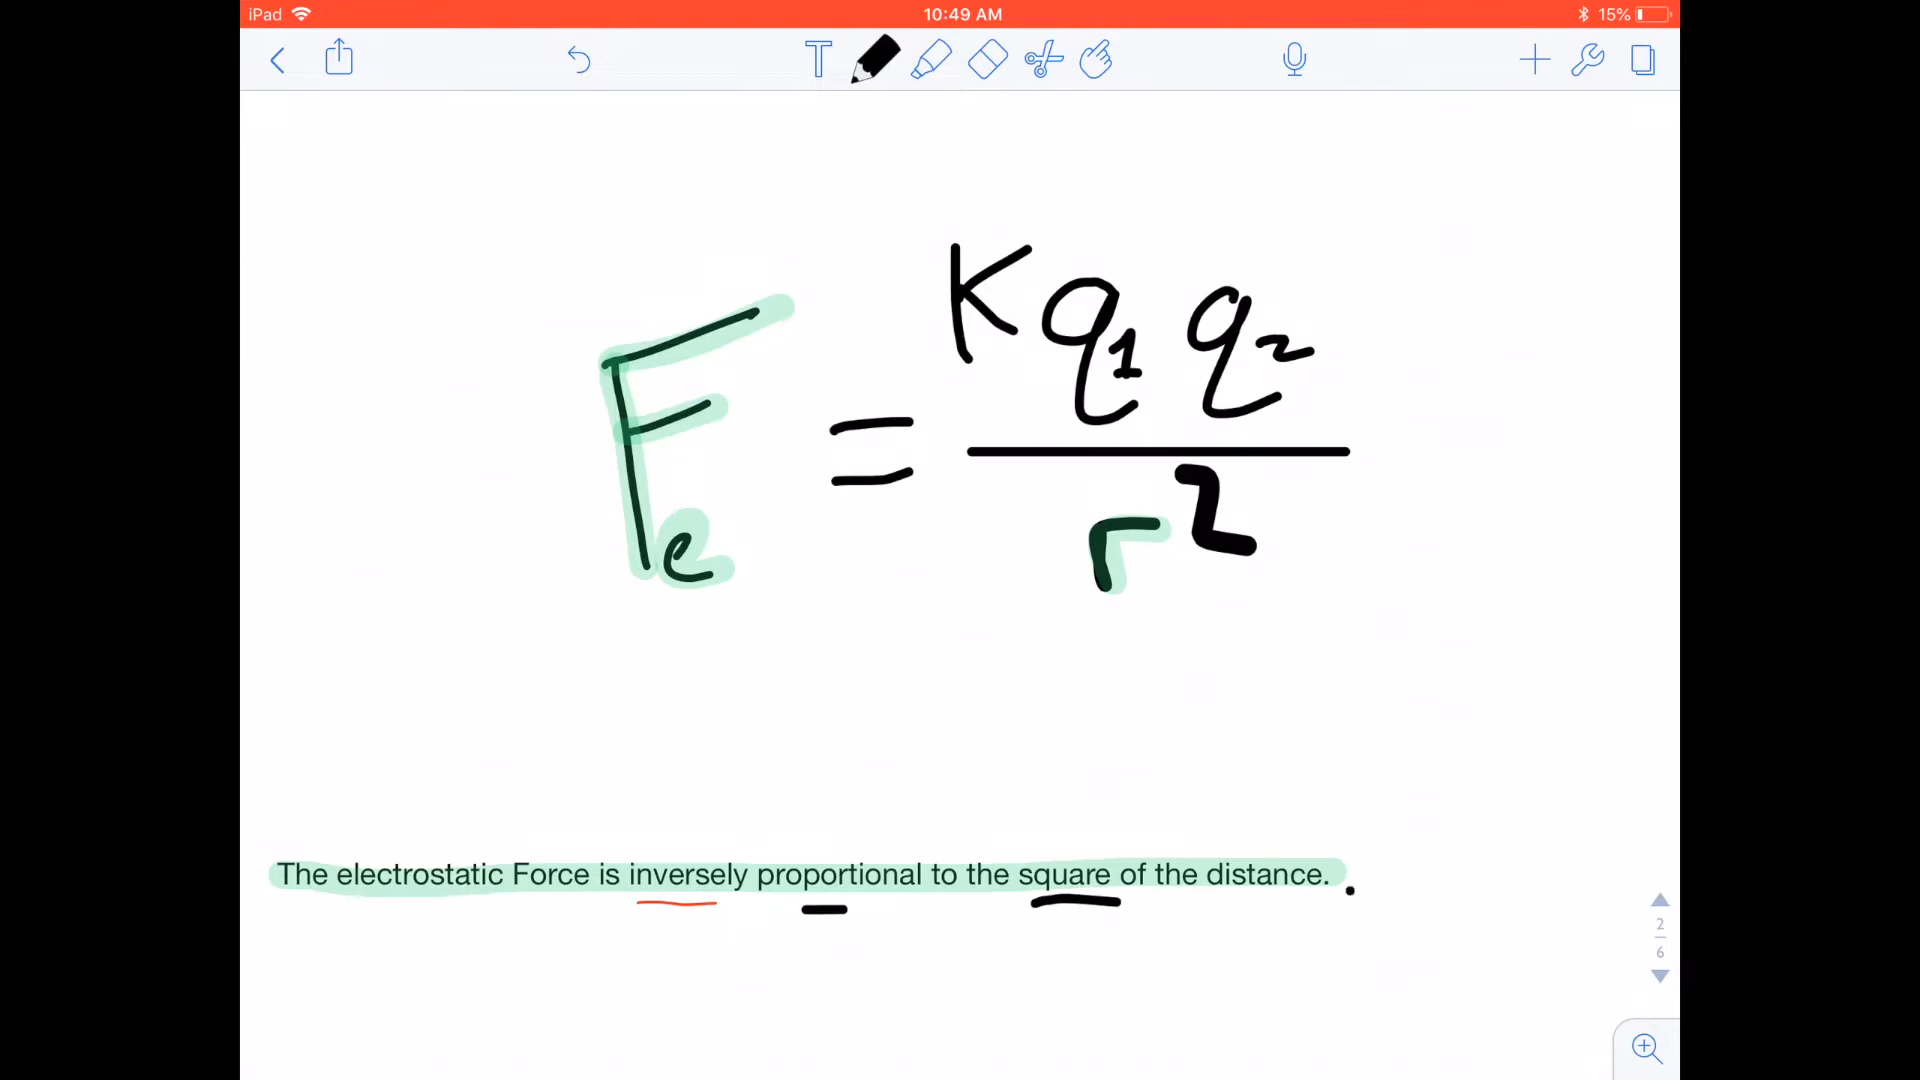 iPad 10:49 AM 15%
T
Fe = Kq1 q2
r2
The electrostatic Force is inversely proportional to the square of the distance. .
2
6